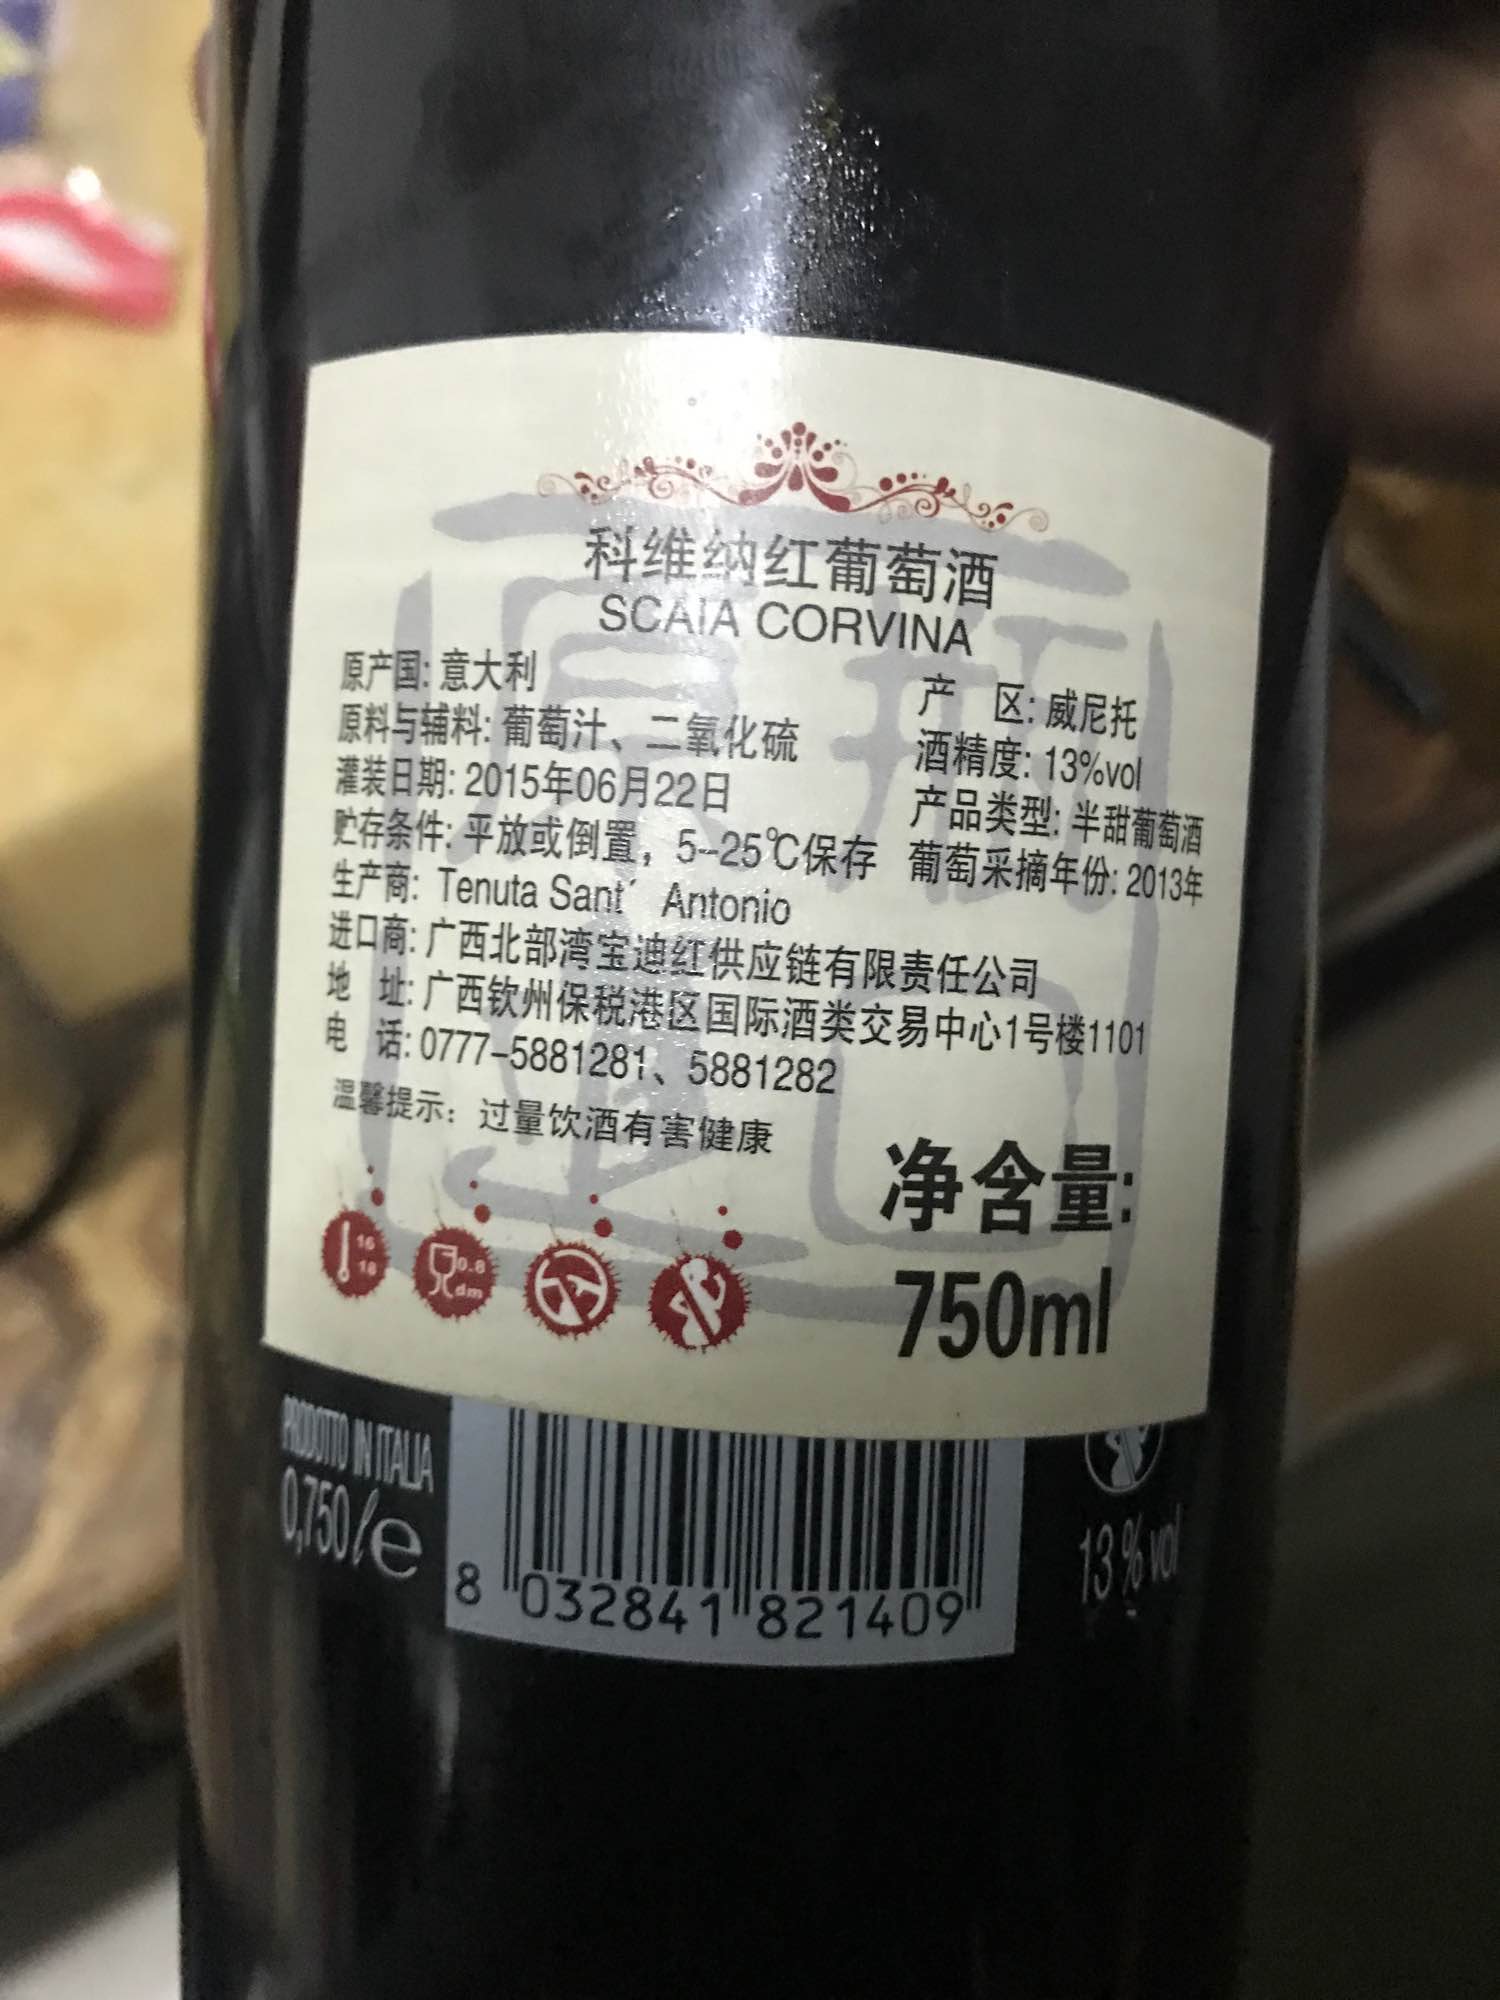 科维纳红葡萄酒
SCAIA CORVINA
原产国: 意大利
原料与辅料: 葡萄汁、二氧化硫
灌装日期: 2015年06月22日
贮存条件: 平放或倒置，5-25℃保存
产　区: 威尼托
酒精度: 13%vol
产品类型: 半甜葡萄酒
葡萄采摘年份: 2013年
生产商: Tenuta Sant´ Antonio
进口商: 广西北部湾宝迪红供应链有限责任公司
地　址: 广西钦州保税港区国际酒类交易中心1号楼1101
电　话: 0777-5881281、5881282
温馨提示: 过量饮酒有害健康
16
18
0.8
dm
净含量:
750ml
PRODOTTO IN ITALIA
0,750 ℓ e
13 % vol
8 032841 821409